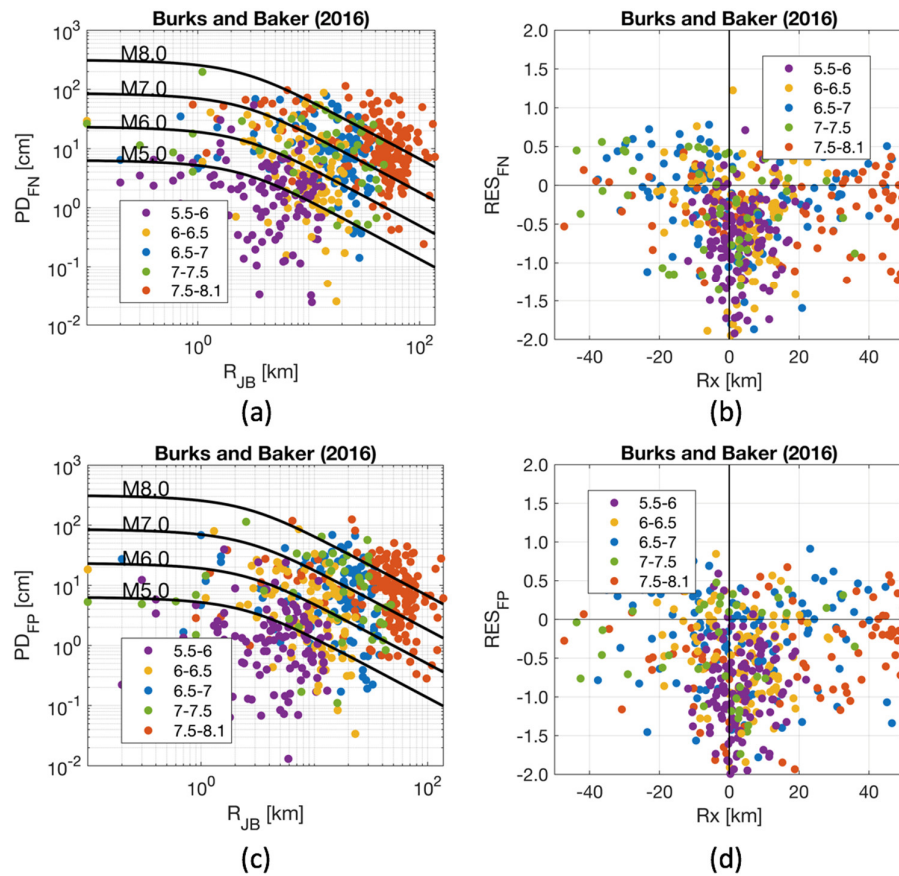 Burks and Baker (2016)
10^3
10^2
10^1
10^0
10^-1
10^-2
PD_FN [cm]
M8.0
M7.0
M6.0
M5.0
5.5-6
6-6.5
6.5-7
7-7.5
7.5-8.1
10^0
10^2
R_JB [km]
(a)
Burks and Baker (2016)
2.0
1.5
1.0
0.5
0
-0.5
-1.0
-1.5
-2.0
RES_FN
5.5-6
6-6.5
6.5-7
7-7.5
7.5-8.1
-40 -20 0 20 40
Rx [km]
(b)
Burks and Baker (2016)
10^3
10^2
10^1
10^0
10^-1
10^-2
PD_FP [cm]
M8.0
M7.0
M6.0
M5.0
5.5-6
6-6.5
6.5-7
7-7.5
7.5-8.1
10^0
10^2
R_JB [km]
(c)
Burks and Baker (2016)
2.0
1.5
1.0
0.5
0
-0.5
-1.0
-1.5
-2.0
RES_FP
5.5-6
6-6.5
6.5-7
7-7.5
7.5-8.1
-40 -20 0 20 40
Rx [km]
(d)